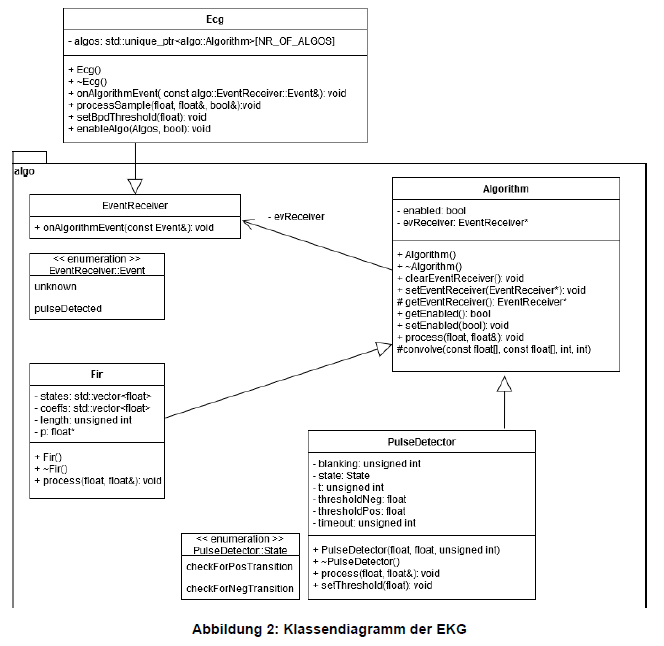 Ecg
- algos: std::unique_ptr<algo::Algorithm>[NR_OF_ALGOS]
+ Ecg()
+ ~Ecg()
+ onAlgorithmEvent( const algo::EventReceiver::Event&): void
+ processSample(float, float&, bool&):void
+ setBpdThreshold(float): void
+ enableAlgo(Algos, bool): void
algo
EventReceiver
+ onAlgorithmEvent(const Event&): void
<< enumeration >>
EventReceiver::Event
unknown
pulseDetected
- evReceiver
Algorithm
- enabled: bool
- evReceiver: EventReceiver*
+ Algorithm()
+ ~Algorithm()
+ clearEventReceiver(): void
+ setEventReceiver(EventReceiver*): void
# getEventReceiver(): EventReceiver*
+ getEnabled(): bool
+ setEnabled(bool): void
+ process(float, float&): void
#convolve(const float[], const float[], int, int)
Fir
- states: std::vector<float>
- coeffs: std::vector<float>
- length: unsigned int
- p: float*
+ Fir()
+ ~Fir()
+ process(float, float&): void
PulseDetector
- blanking: unsigned int
- state: State
- t: unsigned int
- thresholdNeg: float
- thresholdPos: float
- timeout: unsigned int
+ PulseDetector(float, float, unsigned int)
+ ~PulseDetector()
+ process(float, float&): void
+ setThreshold(float): void
<< enumeration >>
PulseDetector::State
checkForPosTransition
checkForNegTransition
Abbildung 2: Klassendiagramm der EKG